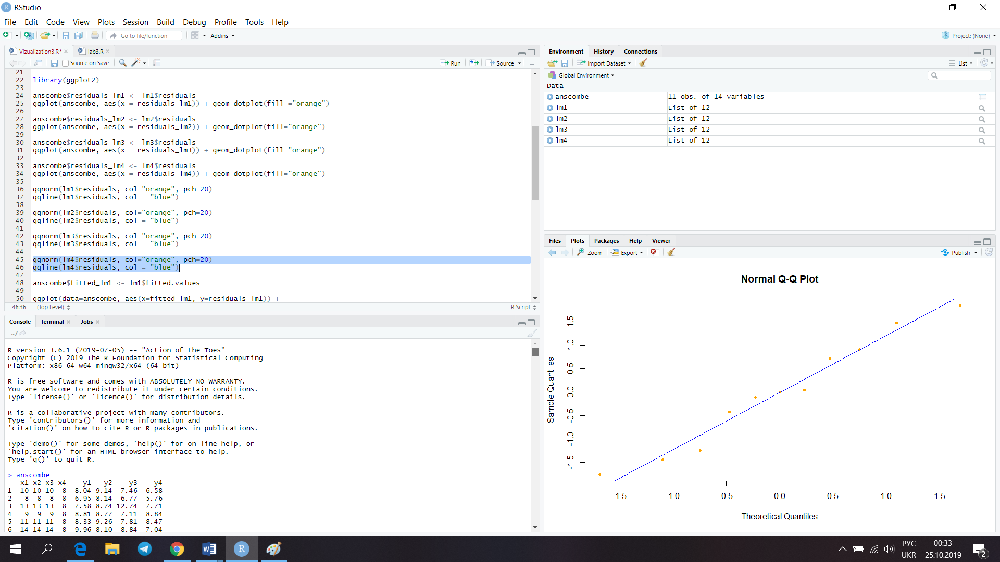 RStudio
File Edit Code View Plots Session Build Debug Profile Tools Help
Go to file/function Addins Project: (None)
Vizualization3.R* lab3.R
Source on Save Run Source
21
22 library(ggplot2)
23
24 anscombe$residuals_lm1 <- lm1$residuals
25 ggplot(anscombe, aes(x = residuals_lm1)) + geom_dotplot(fill ="orange")
26
27 anscombe$residuals_lm2 <- lm2$residuals
28 ggplot(anscombe, aes(x = residuals_lm2)) + geom_dotplot(fill="orange")
29
30 anscombe$residuals_lm3 <- lm3$residuals
31 ggplot(anscombe, aes(x = residuals_lm3)) + geom_dotplot(fill="orange")
32
33 anscombe$residuals_lm4 <- lm4$residuals
34 ggplot(anscombe, aes(x = residuals_lm4)) + geom_dotplot(fill="orange")
35
36 qqnorm(lm1$residuals, col="orange", pch=20)
37 qqline(lm1$residuals, col = "blue")
38
39 qqnorm(lm2$residuals, col="orange", pch=20)
40 qqline(lm2$residuals, col = "blue")
41
42 qqnorm(lm3$residuals, col="orange", pch=20)
43 qqline(lm3$residuals, col = "blue")
44
45 qqnorm(lm4$residuals, col="orange", pch=20)
46 qqline(lm4$residuals, col = "blue")
47
48 anscombe$fitted_lm1 <- lm1$fitted.values
49
50 ggplot(data=anscombe, aes(x=fitted_lm1, y=residuals_lm1)) +
46:36 (Top Level) R Script
Console Terminal Jobs
~/
R version 3.6.1 (2019-07-05) -- "Action of the Toes"
Copyright (C) 2019 The R Foundation for Statistical Computing
Platform: x86_64-w64-mingw32/x64 (64-bit)
R is free software and comes with ABSOLUTELY NO WARRANTY.
You are welcome to redistribute it under certain conditions.
Type 'license()' or 'licence()' for distribution details.
R is a collaborative project with many contributors.
Type 'contributors()' for more information and
'citation()' on how to cite R or R packages in publications.
Type 'demo()' for some demos, 'help()' for on-line help, or
'help.start()' for an HTML browser interface to help.
Type 'q()' to quit R.
> anscombe
x1 x2 x3 x4 y1 y2 y3 y4
1 10 10 10 8 8.04 9.14 7.46 6.58
2 8 8 8 8 6.95 8.14 6.77 5.76
3 13 13 13 8 7.58 8.74 12.74 7.71
4 9 9 9 8 8.81 8.77 7.11 8.84
5 11 11 11 8 8.33 9.26 7.81 8.47
6 14 14 14 8 9.96 8.10 8.84 7.04
Environment History Connections
Import Dataset List
Global Environment
Data
anscombe 11 obs. of 14 variables
lm1 List of 12
lm2 List of 12
lm3 List of 12
lm4 List of 12
Files Plots Packages Help Viewer
Zoom Export Publish
Normal Q-Q Plot
Sample Quantiles
1.5
1.0
0.5
0.0
-0.5
-1.0
-1.5
-1.5 -1.0 -0.5 0.0 0.5 1.0 1.5
Theoretical Quantiles
РУС 00:33
UKR 25.10.2019
2